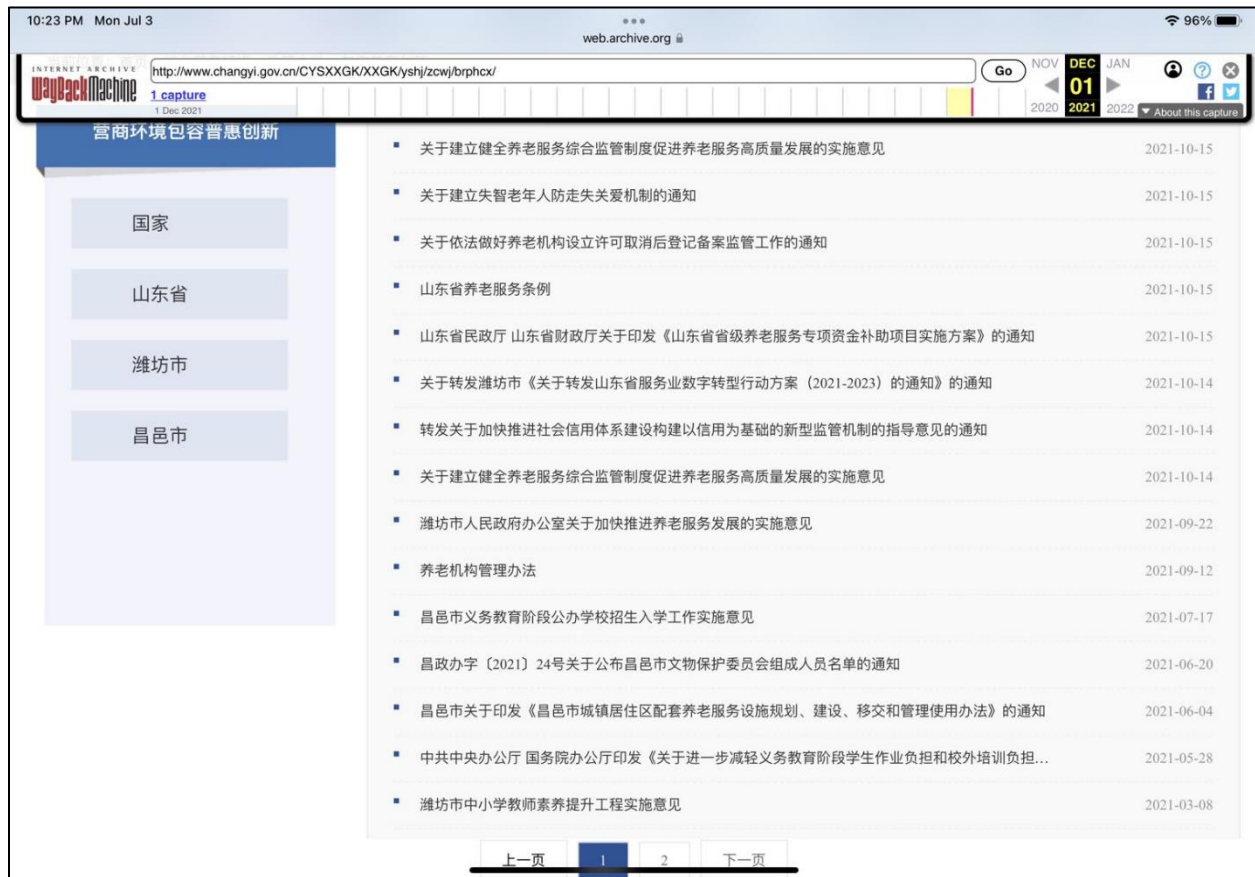 10:23 PM Mon Jul 3
96%
web.archive.org
INTERNET ARCHIVE
WayBackMachine
http://www.changyi.gov.cn/CYSXXGK/XXGK/yshj/zcwj/brphcx/
Go
NOV DEC JAN
01
2020 2021 2022
1 capture
1 Dec 2021
About this capture
营商环境包容普惠创新
国家
山东省
潍坊市
昌邑市
关于建立健全养老服务综合监管制度促进养老服务高质量发展的实施意见 2021-10-15
关于建立失智老年人防走失关爱机制的通知 2021-10-15
关于依法做好养老机构设立许可取消后登记备案监管工作的通知 2021-10-15
山东省养老服务条例 2021-10-15
山东省民政厅 山东省财政厅关于印发《山东省省级养老服务专项资金补助项目实施方案》的通知 2021-10-15
关于转发潍坊市《关于转发山东省服务业数字转型行动方案（2021-2023）的通知》的通知 2021-10-14
转发关于加快推进社会信用体系建设构建以信用为基础的新型监管机制的指导意见的通知 2021-10-14
关于建立健全养老服务综合监管制度促进养老服务高质量发展的实施意见 2021-10-14
潍坊市人民政府办公室关于加快推进养老服务发展的实施意见 2021-09-22
养老机构管理办法 2021-09-12
昌邑市义务教育阶段公办学校招生入学工作实施意见 2021-07-17
昌政办字〔2021〕24号关于公布昌邑市文物保护委员会组成人员名单的通知 2021-06-20
昌邑市关于印发《昌邑市城镇居住区配套养老服务设施规划、建设、移交和管理使用办法》的通知 2021-06-04
中共中央办公厅 国务院办公厅印发《关于进一步减轻义务教育阶段学生作业负担和校外培训负担... 2021-05-28
潍坊市中小学教师素养提升工程实施意见 2021-03-08
上一页 1 2 下一页